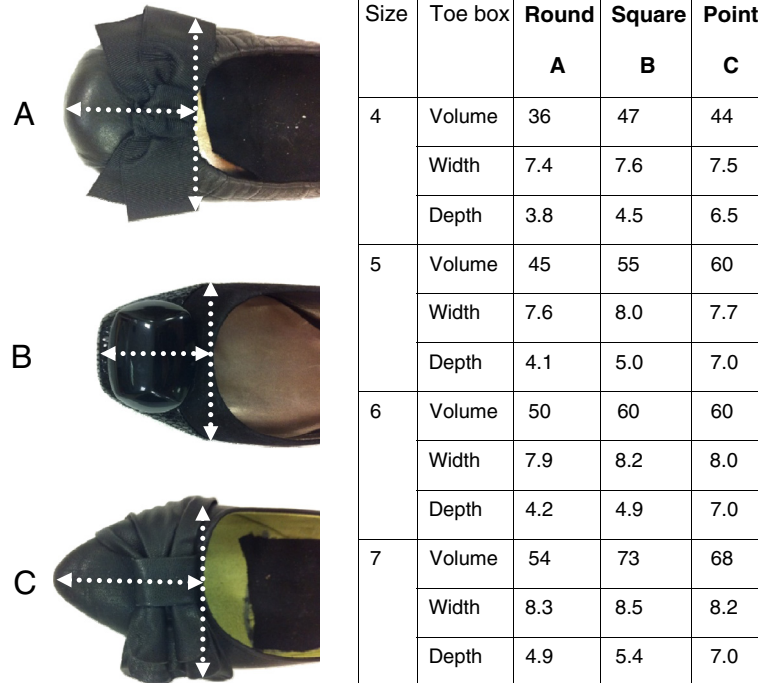 A
B
C
Size Toe box Round Square Point
A B C
4 Volume 36 47 44
Width 7.4 7.6 7.5
Depth 3.8 4.5 6.5
5 Volume 45 55 60
Width 7.6 8.0 7.7
Depth 4.1 5.0 7.0
6 Volume 50 60 60
Width 7.9 8.2 8.0
Depth 4.2 4.9 7.0
7 Volume 54 73 68
Width 8.3 8.5 8.2
Depth 4.9 5.4 7.0